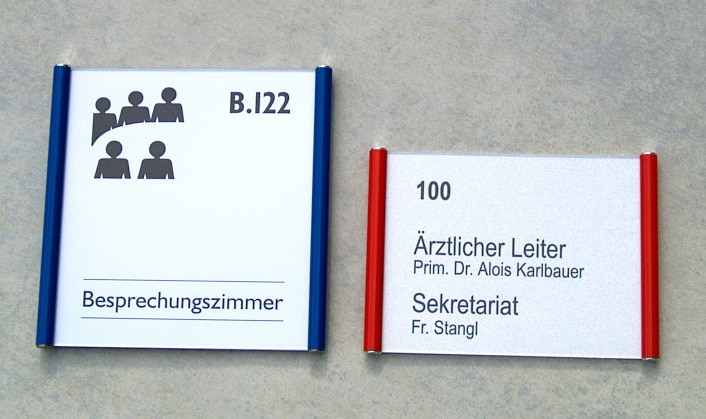 B.122
Besprechungszimmer
100
Ärztlicher Leiter
Prim. Dr. Alois Karlbauer
Sekretariat
Fr. Stangl